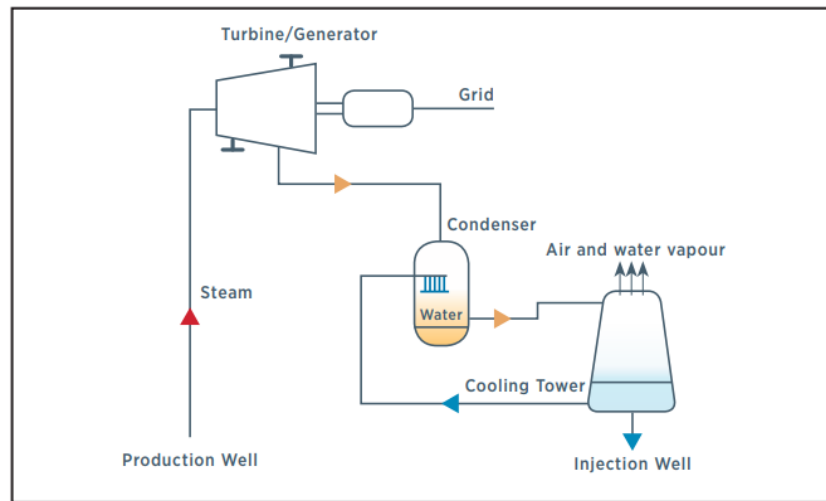 Turbine/Generator
Grid
Condenser
Air and water vapour
Steam
Water
Cooling Tower
Production Well
Injection Well